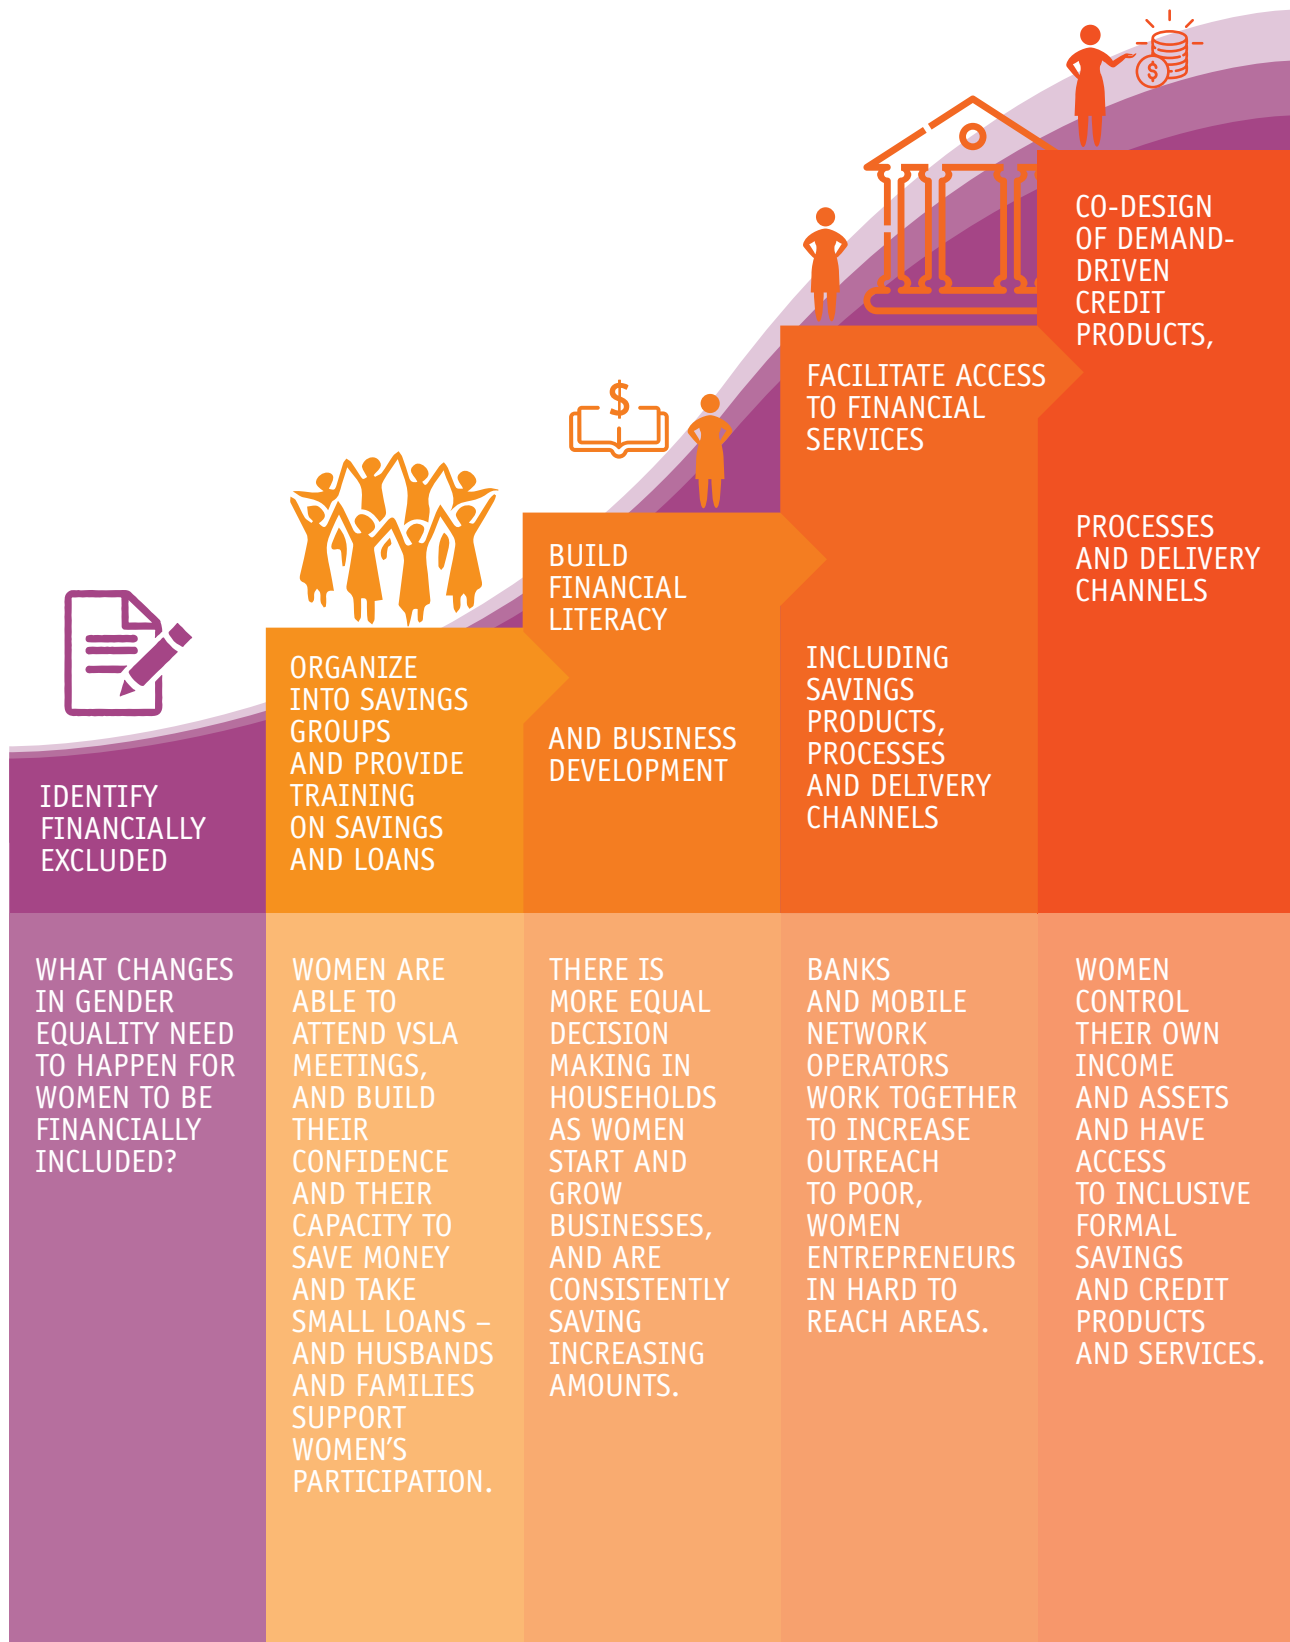 IDENTIFY
FINANCIALLY
EXCLUDED
ORGANIZE
INTO SAVINGS
GROUPS
AND PROVIDE
TRAINING
ON SAVINGS
AND LOANS
$
BUILD
FINANCIAL
LITERACY
AND BUSINESS
DEVELOPMENT
FACILITATE ACCESS
TO FINANCIAL
SERVICES
INCLUDING
SAVINGS
PRODUCTS,
PROCESSES
AND DELIVERY
CHANNELS
$
CO-DESIGN
OF DEMAND-
DRIVEN
CREDIT
PRODUCTS,
PROCESSES
AND DELIVERY
CHANNELS
WHAT CHANGES
IN GENDER
EQUALITY NEED
TO HAPPEN FOR
WOMEN TO BE
FINANCIALLY
INCLUDED?
WOMEN ARE
ABLE TO
ATTEND VSLA
MEETINGS,
AND BUILD
THEIR
CONFIDENCE
AND THEIR
CAPACITY TO
SAVE MONEY
AND TAKE
SMALL LOANS –
AND HUSBANDS
AND FAMILIES
SUPPORT
WOMEN'S
PARTICIPATION.
THERE IS
MORE EQUAL
DECISION
MAKING IN
HOUSEHOLDS
AS WOMEN
START AND
GROW
BUSINESSES,
AND ARE
CONSISTENTLY
SAVING
INCREASING
AMOUNTS.
BANKS
AND MOBILE
NETWORK
OPERATORS
WORK TOGETHER
TO INCREASE
OUTREACH
TO POOR,
WOMEN
ENTREPRENEURS
IN HARD TO
REACH AREAS.
WOMEN
CONTROL
THEIR OWN
INCOME
AND ASSETS
AND HAVE
ACCESS
TO INCLUSIVE
FORMAL
SAVINGS
AND CREDIT
PRODUCTS
AND SERVICES.